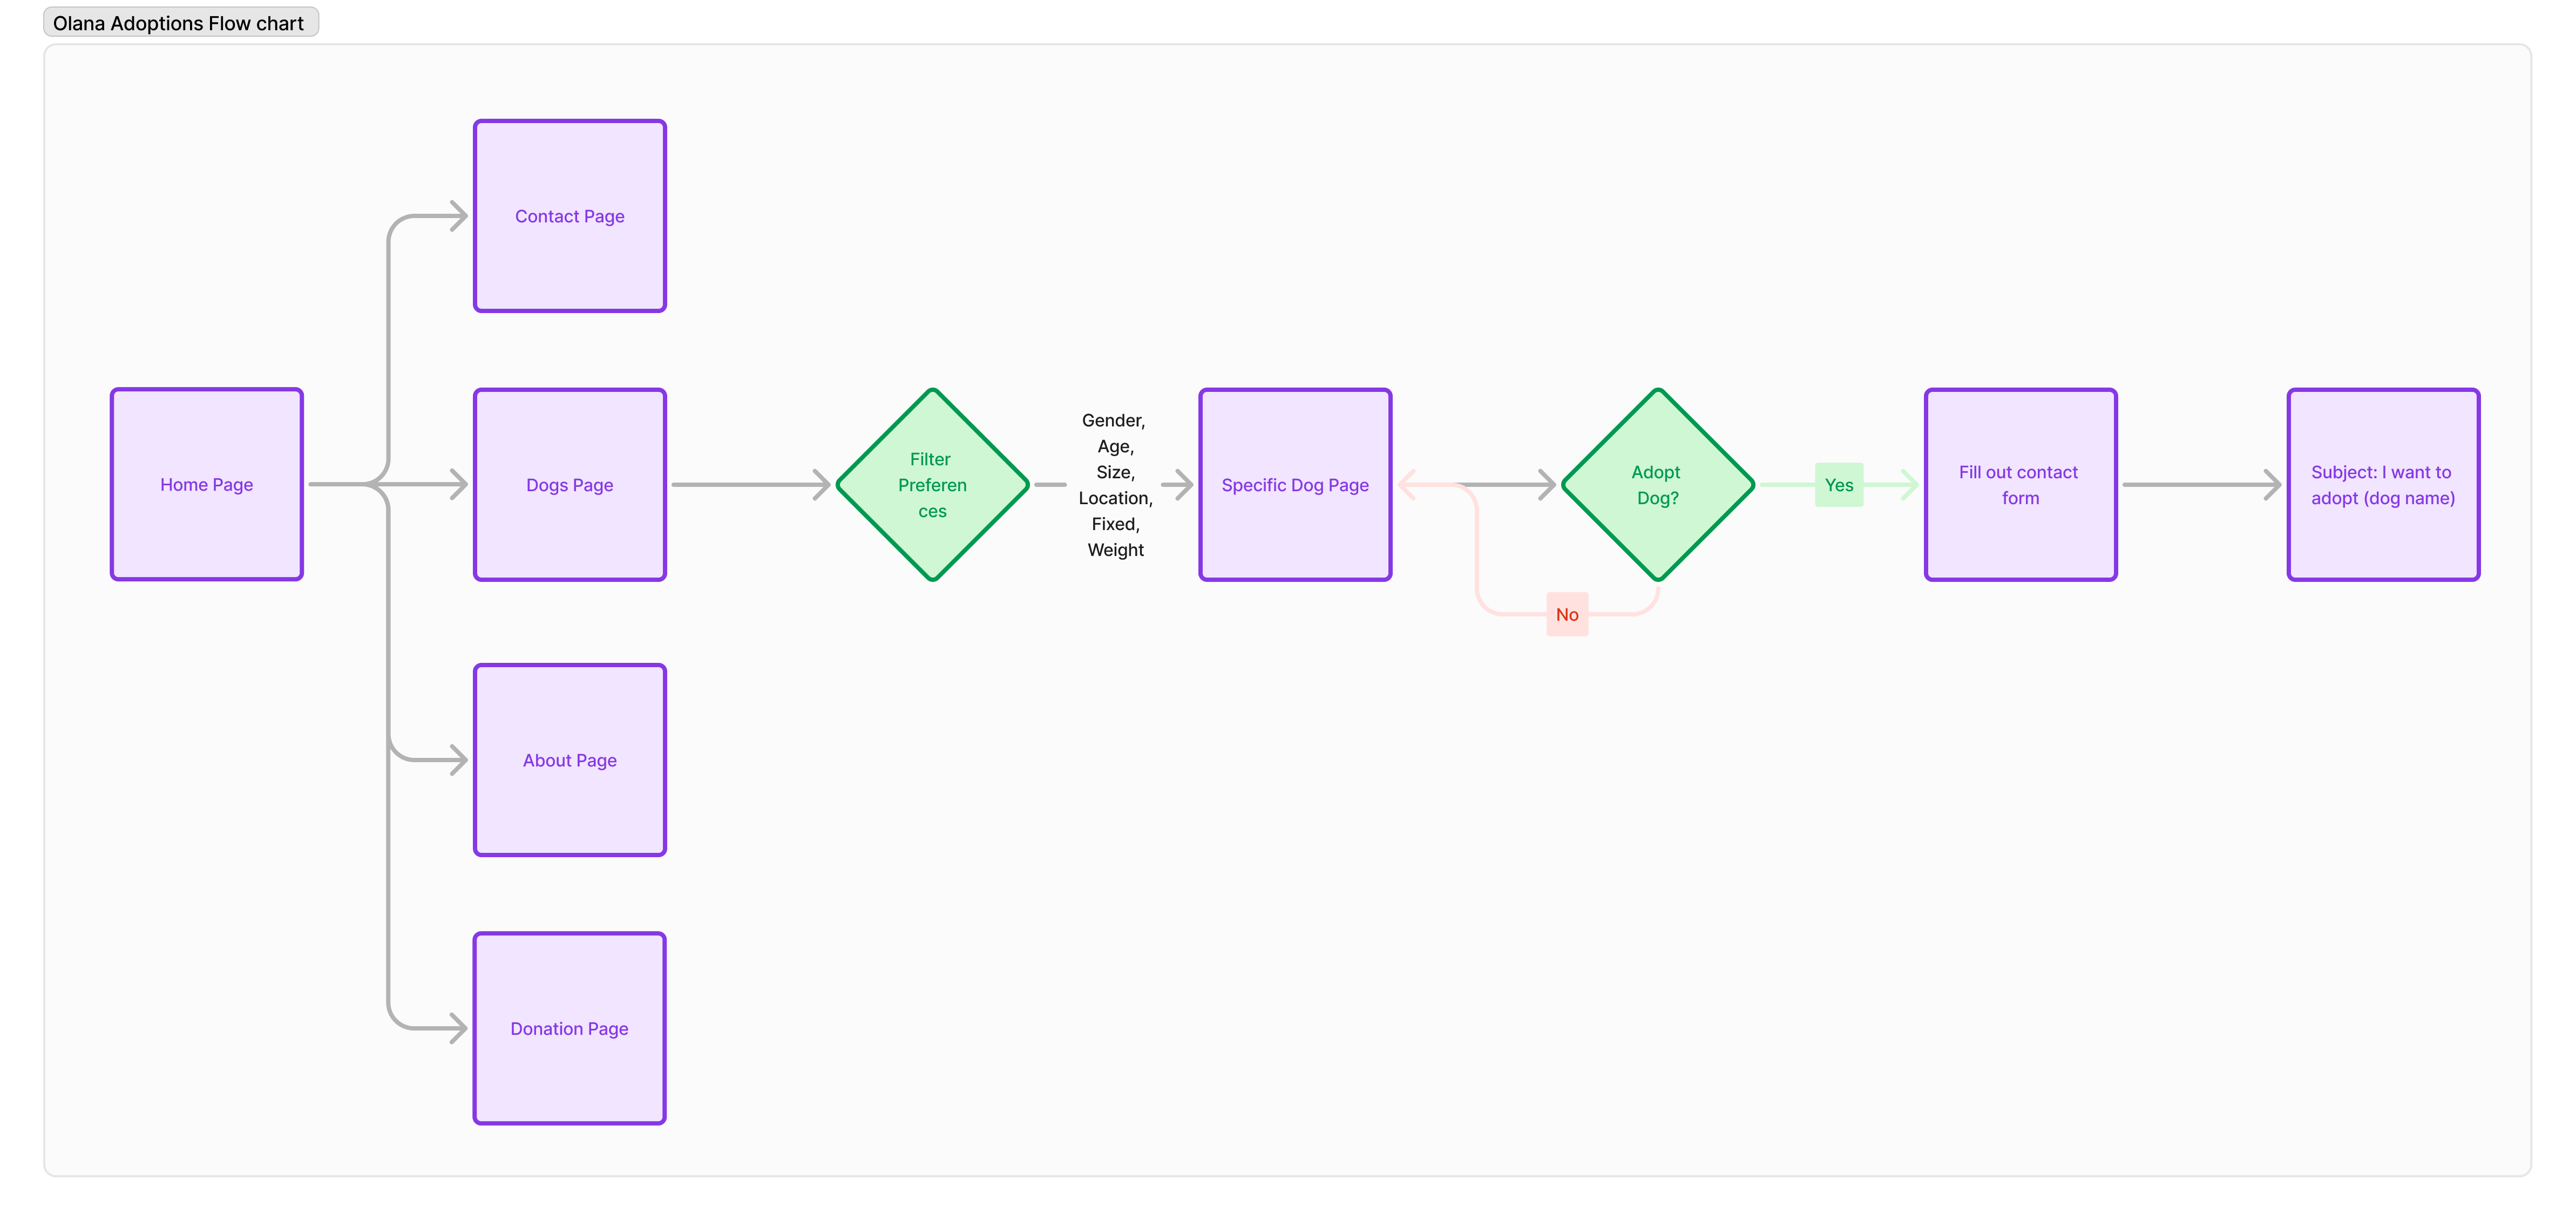 Olana Adoptions Flow chart
Contact Page
Home Page
Dogs Page
Filter
Preferen
ces
Gender,
Age,
Size,
Location,
Fixed,
Weight
Specific Dog Page
Adopt
Dog?
Yes
No
Fill out contact
form
Subject: I want to
adopt (dog name)
About Page
Donation Page